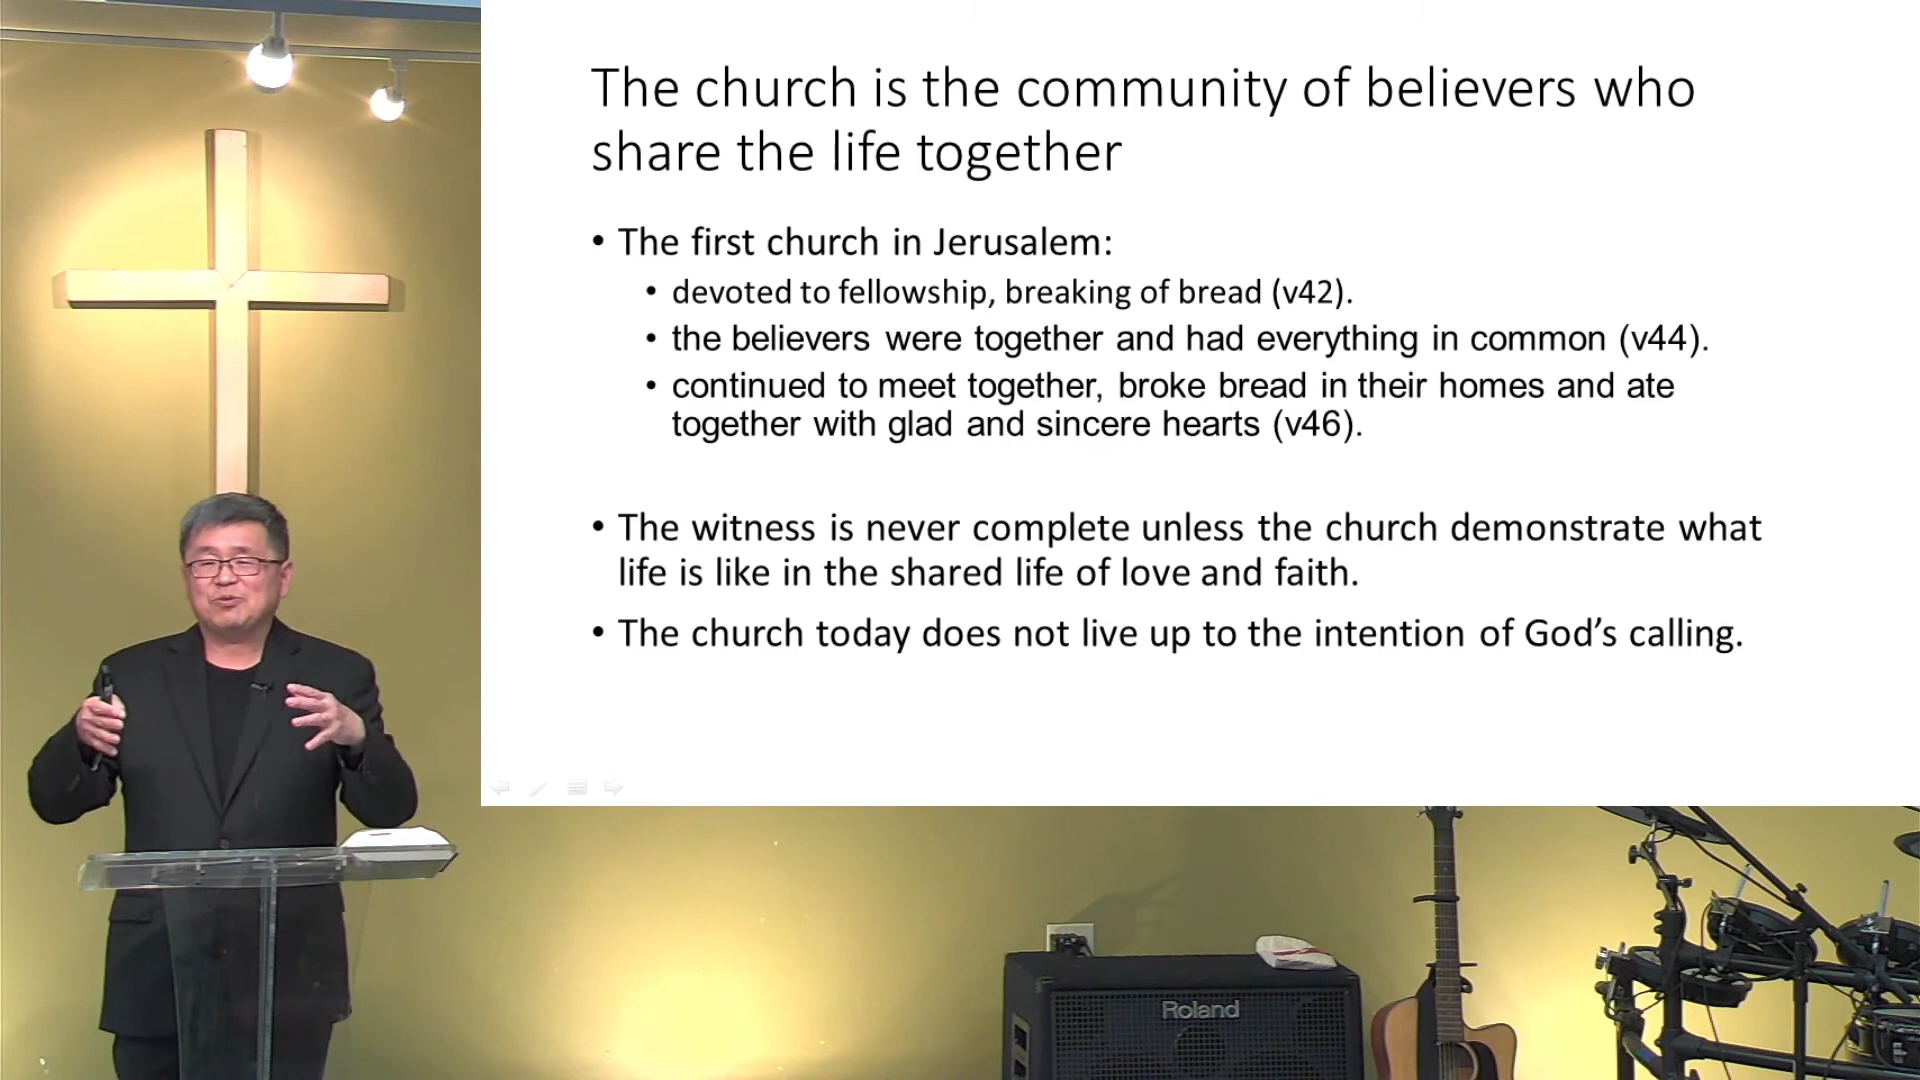 The church is the community of believers who
share the life together
• The first church in Jerusalem:
• devoted to fellowship, breaking of bread (v42).
• the believers were together and had everything in common (v44).
• continued to meet together, broke bread in their homes and ate
together with glad and sincere hearts (v46).
• The witness is never complete unless the church demonstrate what
life is like in the shared life of love and faith.
• The church today does not live up to the intention of God's calling.
Roland